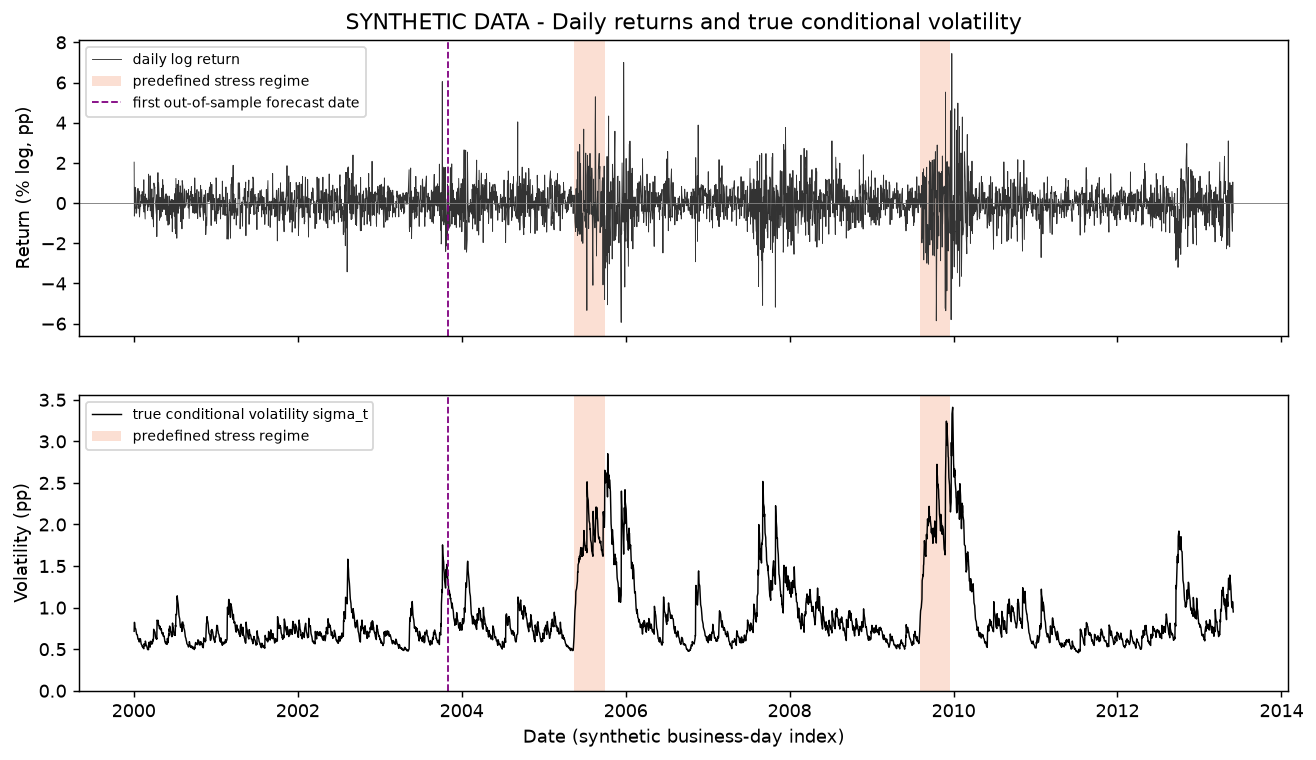 SYNTHETIC DATA - Daily returns and true conditional volatility
8
6
4
2
0
−2
−4
−6
Return (% log, pp)
daily log return
predefined stress regime
first out-of-sample forecast date
3.5
3.0
2.5
2.0
1.5
1.0
0.5
0.0
Volatility (pp)
true conditional volatility sigma_t
predefined stress regime
2000 2002 2004 2006 2008 2010 2012 2014
Date (synthetic business-day index)